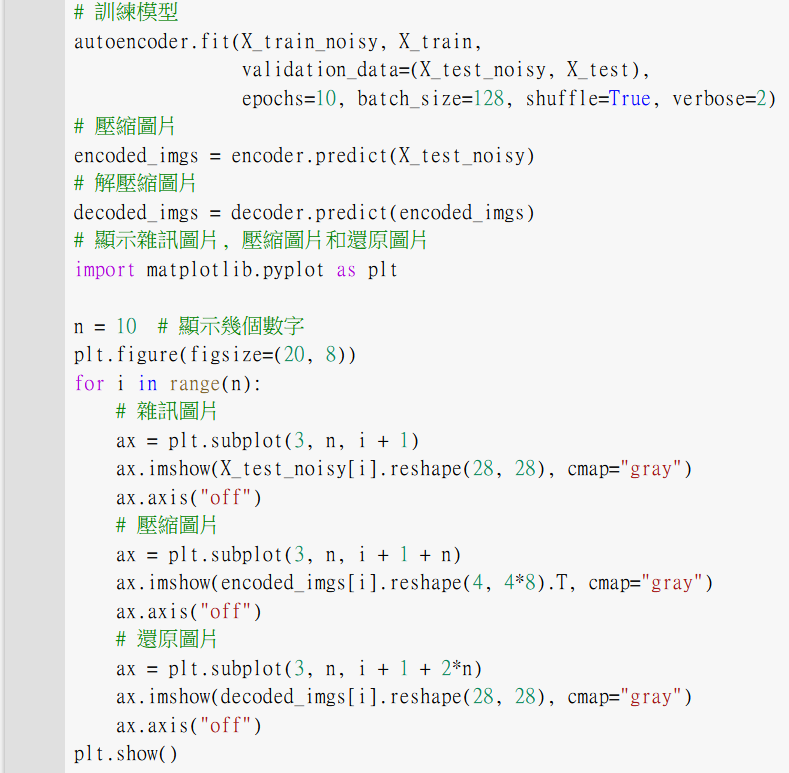 # 訓練模型
autoencoder.fit(X_train_noisy, X_train,
                validation_data=(X_test_noisy, X_test),
                epochs=10, batch_size=128, shuffle=True, verbose=2)
# 壓縮圖片
encoded_imgs = encoder.predict(X_test_noisy)
# 解壓縮圖片
decoded_imgs = decoder.predict(encoded_imgs)
# 顯示雜訊圖片, 壓縮圖片和還原圖片
import matplotlib.pyplot as plt

n = 10  # 顯示幾個數字
plt.figure(figsize=(20, 8))
for i in range(n):
    # 雜訊圖片
    ax = plt.subplot(3, n, i + 1)
    ax.imshow(X_test_noisy[i].reshape(28, 28), cmap="gray")
    ax.axis("off")
    # 壓縮圖片
    ax = plt.subplot(3, n, i + 1 + n)
    ax.imshow(encoded_imgs[i].reshape(4, 4*8).T, cmap="gray")
    ax.axis("off")
    # 還原圖片
    ax = plt.subplot(3, n, i + 1 + 2*n)
    ax.imshow(decoded_imgs[i].reshape(28, 28), cmap="gray")
    ax.axis("off")
plt.show()